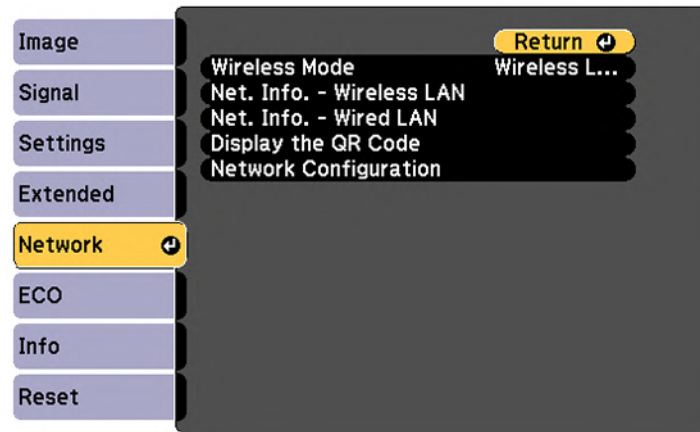 Image
Signal
Settings
Extended
Network
ECO
Info
Reset
Return
Wireless Mode Wireless L...
Net. Info. - Wireless LAN
Net. Info. - Wired LAN
Display the QR Code
Network Configuration